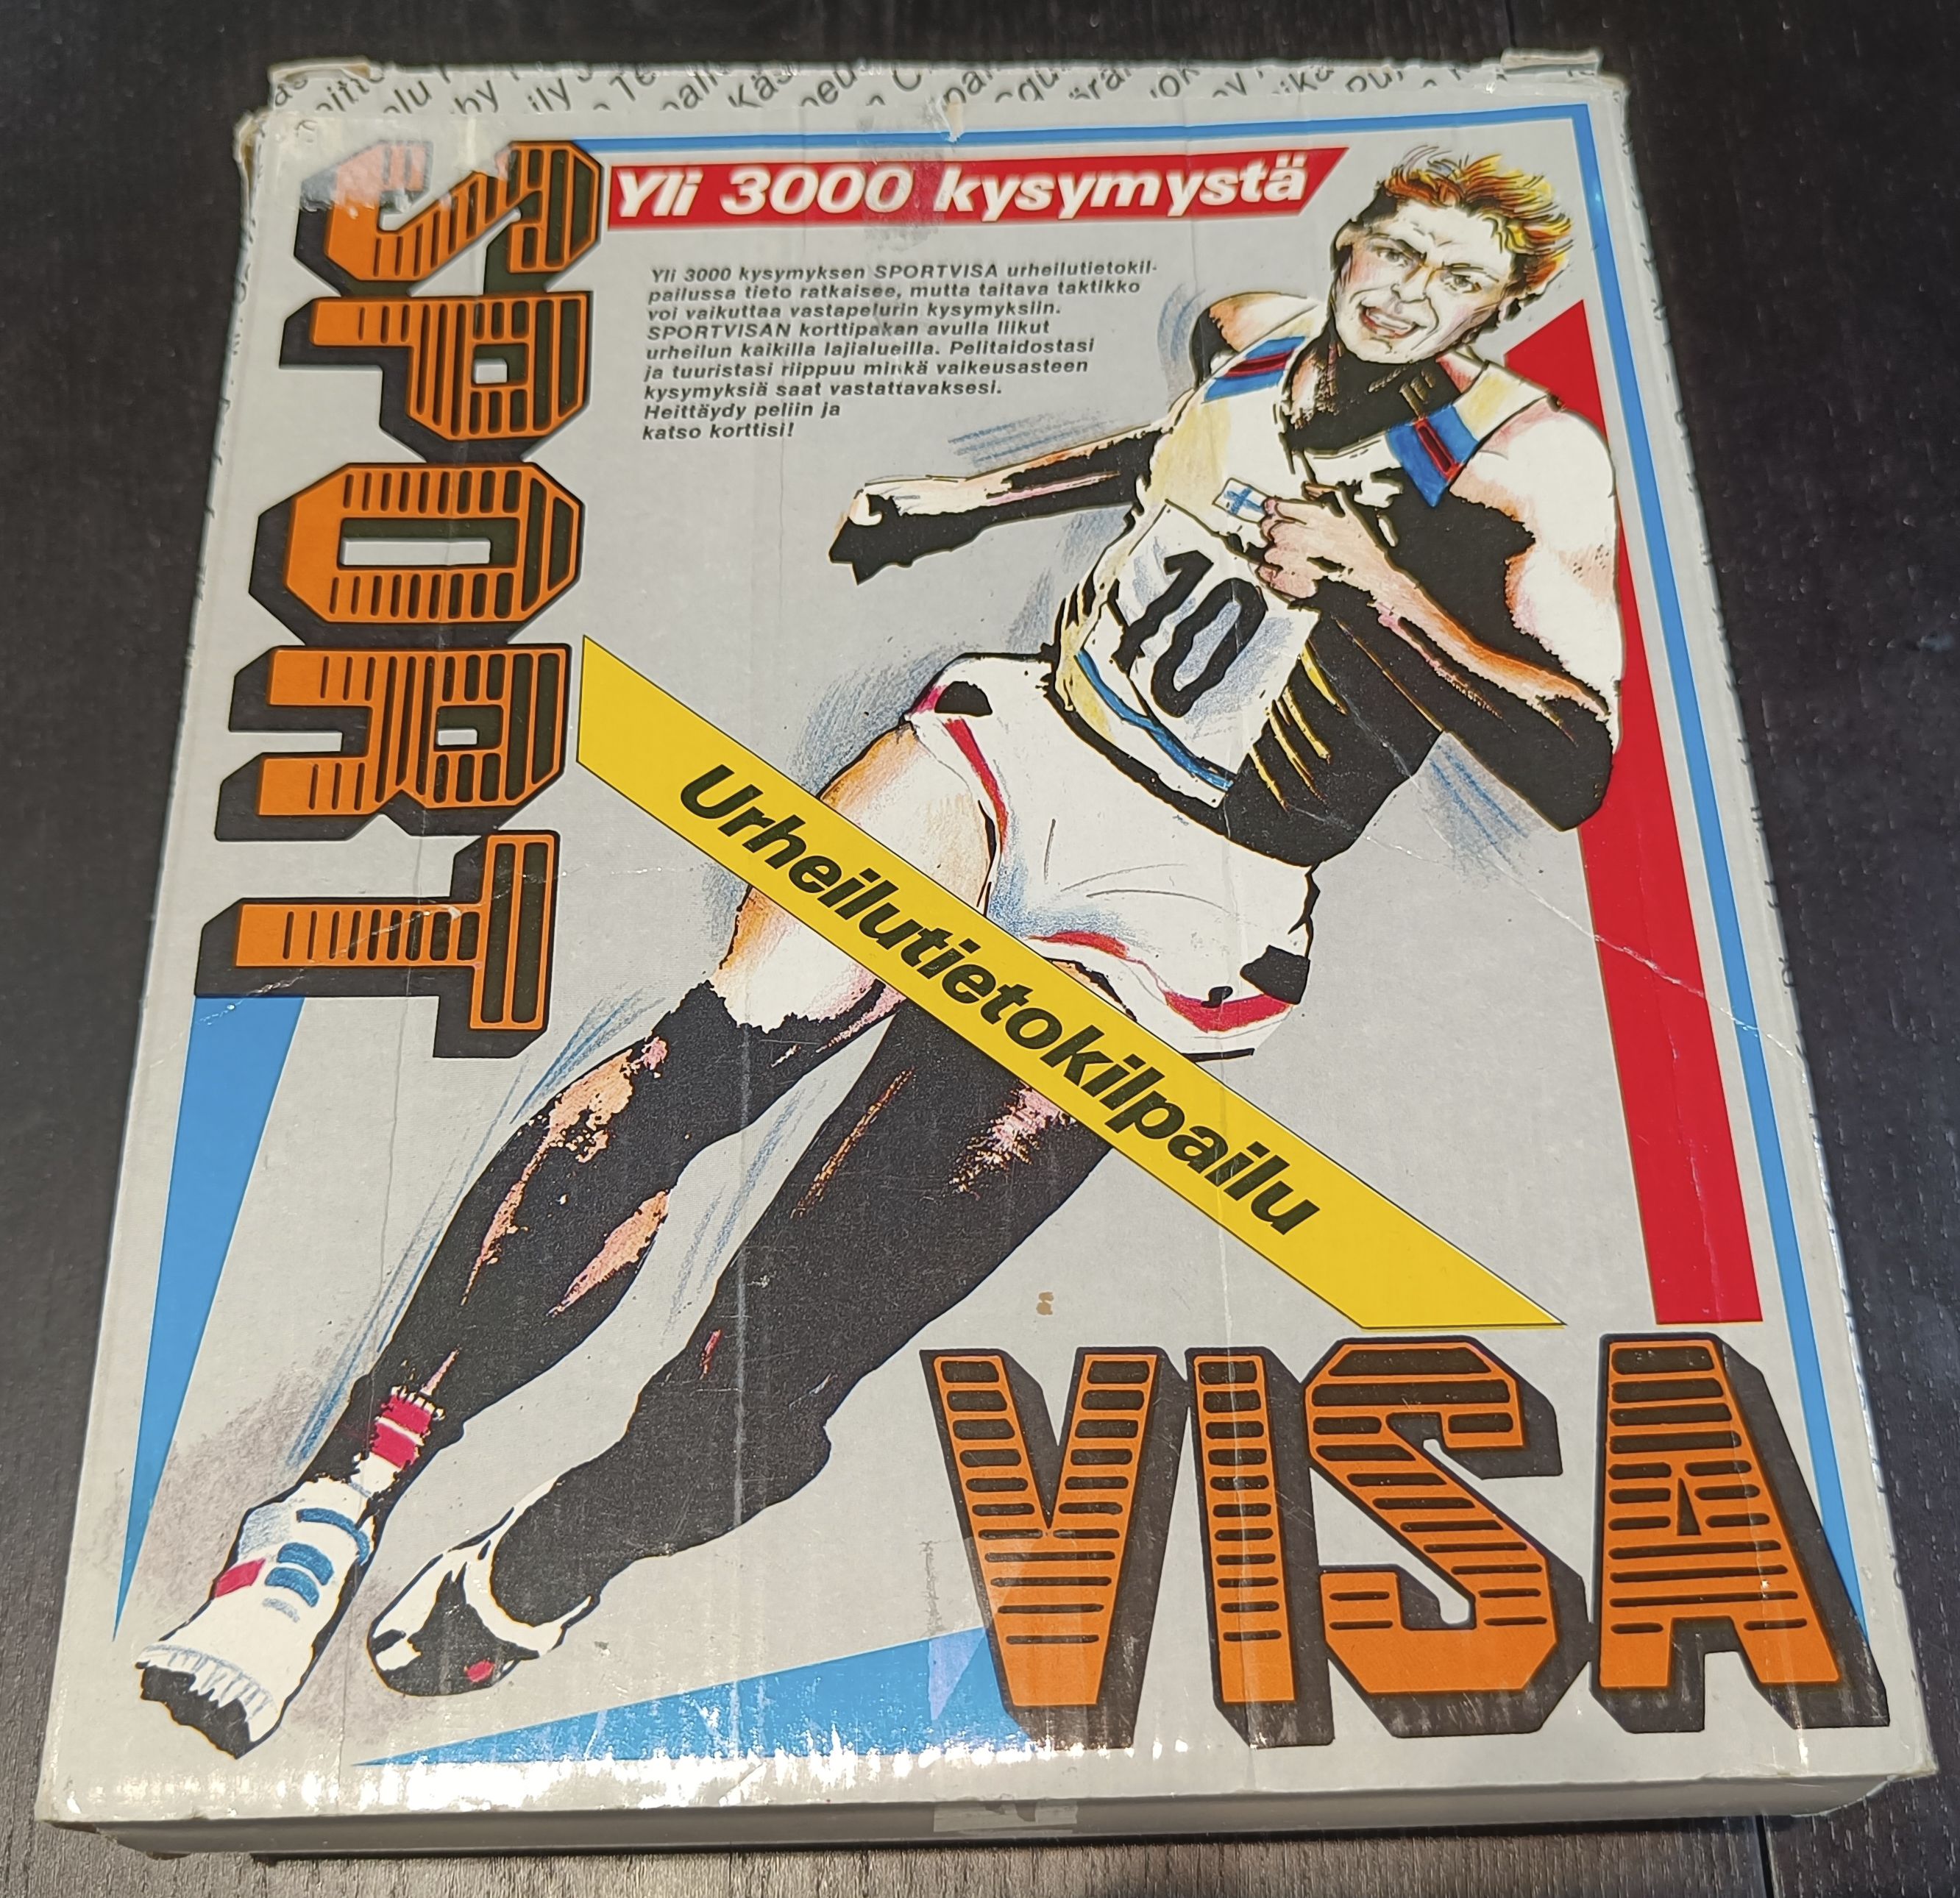 SPORT
Yli 3000 kysymystä
Yli 3000 kysymyksen SPORTVISA urheilutietokil-
pailussa tieto ratkaisee, mutta taitava taktikko
voi vaikuttaa vastapelurin kysymyksiin.
SPORTVISAN korttipakan avulla liikut
urheilun kaikilla lajialueilla. Pelitaidostasi
ja tuuristasi riippuu minkä vaikeusasteen
kysymyksiä saat vastattavaksesi.
Heittäydy peliin ja
katso korttisi!
10
Urheilutietokilpailu
VISA